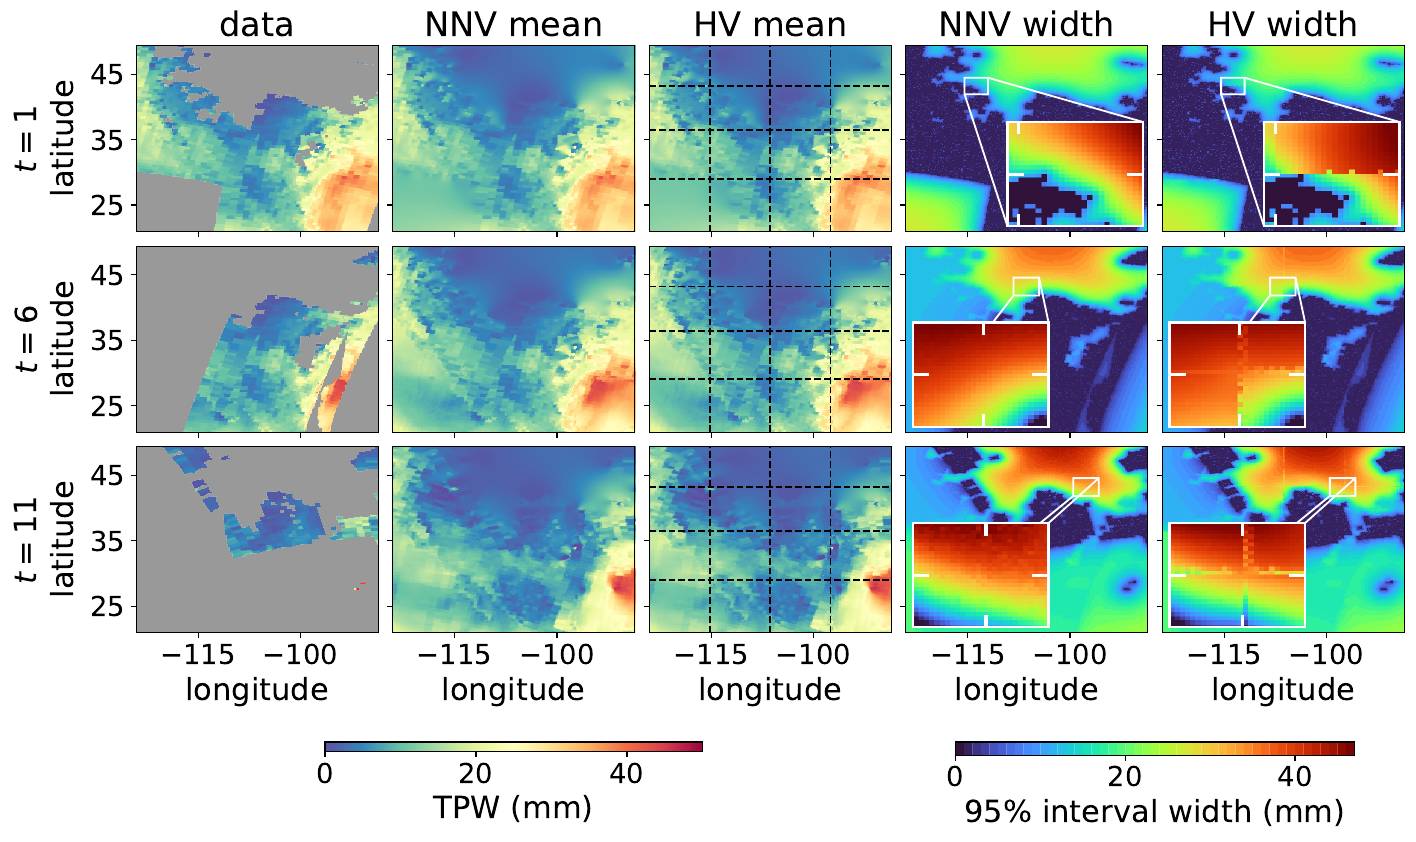 data NNV mean HV mean NNV width HV width
t = 1
latitude
45
35
25
t = 6
latitude
45
35
25
t = 11
latitude
45
35
25
−115 −100 −115 −100 −115 −100 −115 −100 −115 −100
longitude longitude longitude longitude longitude
0 20 40
TPW (mm)
0 20 40
95% interval width (mm)